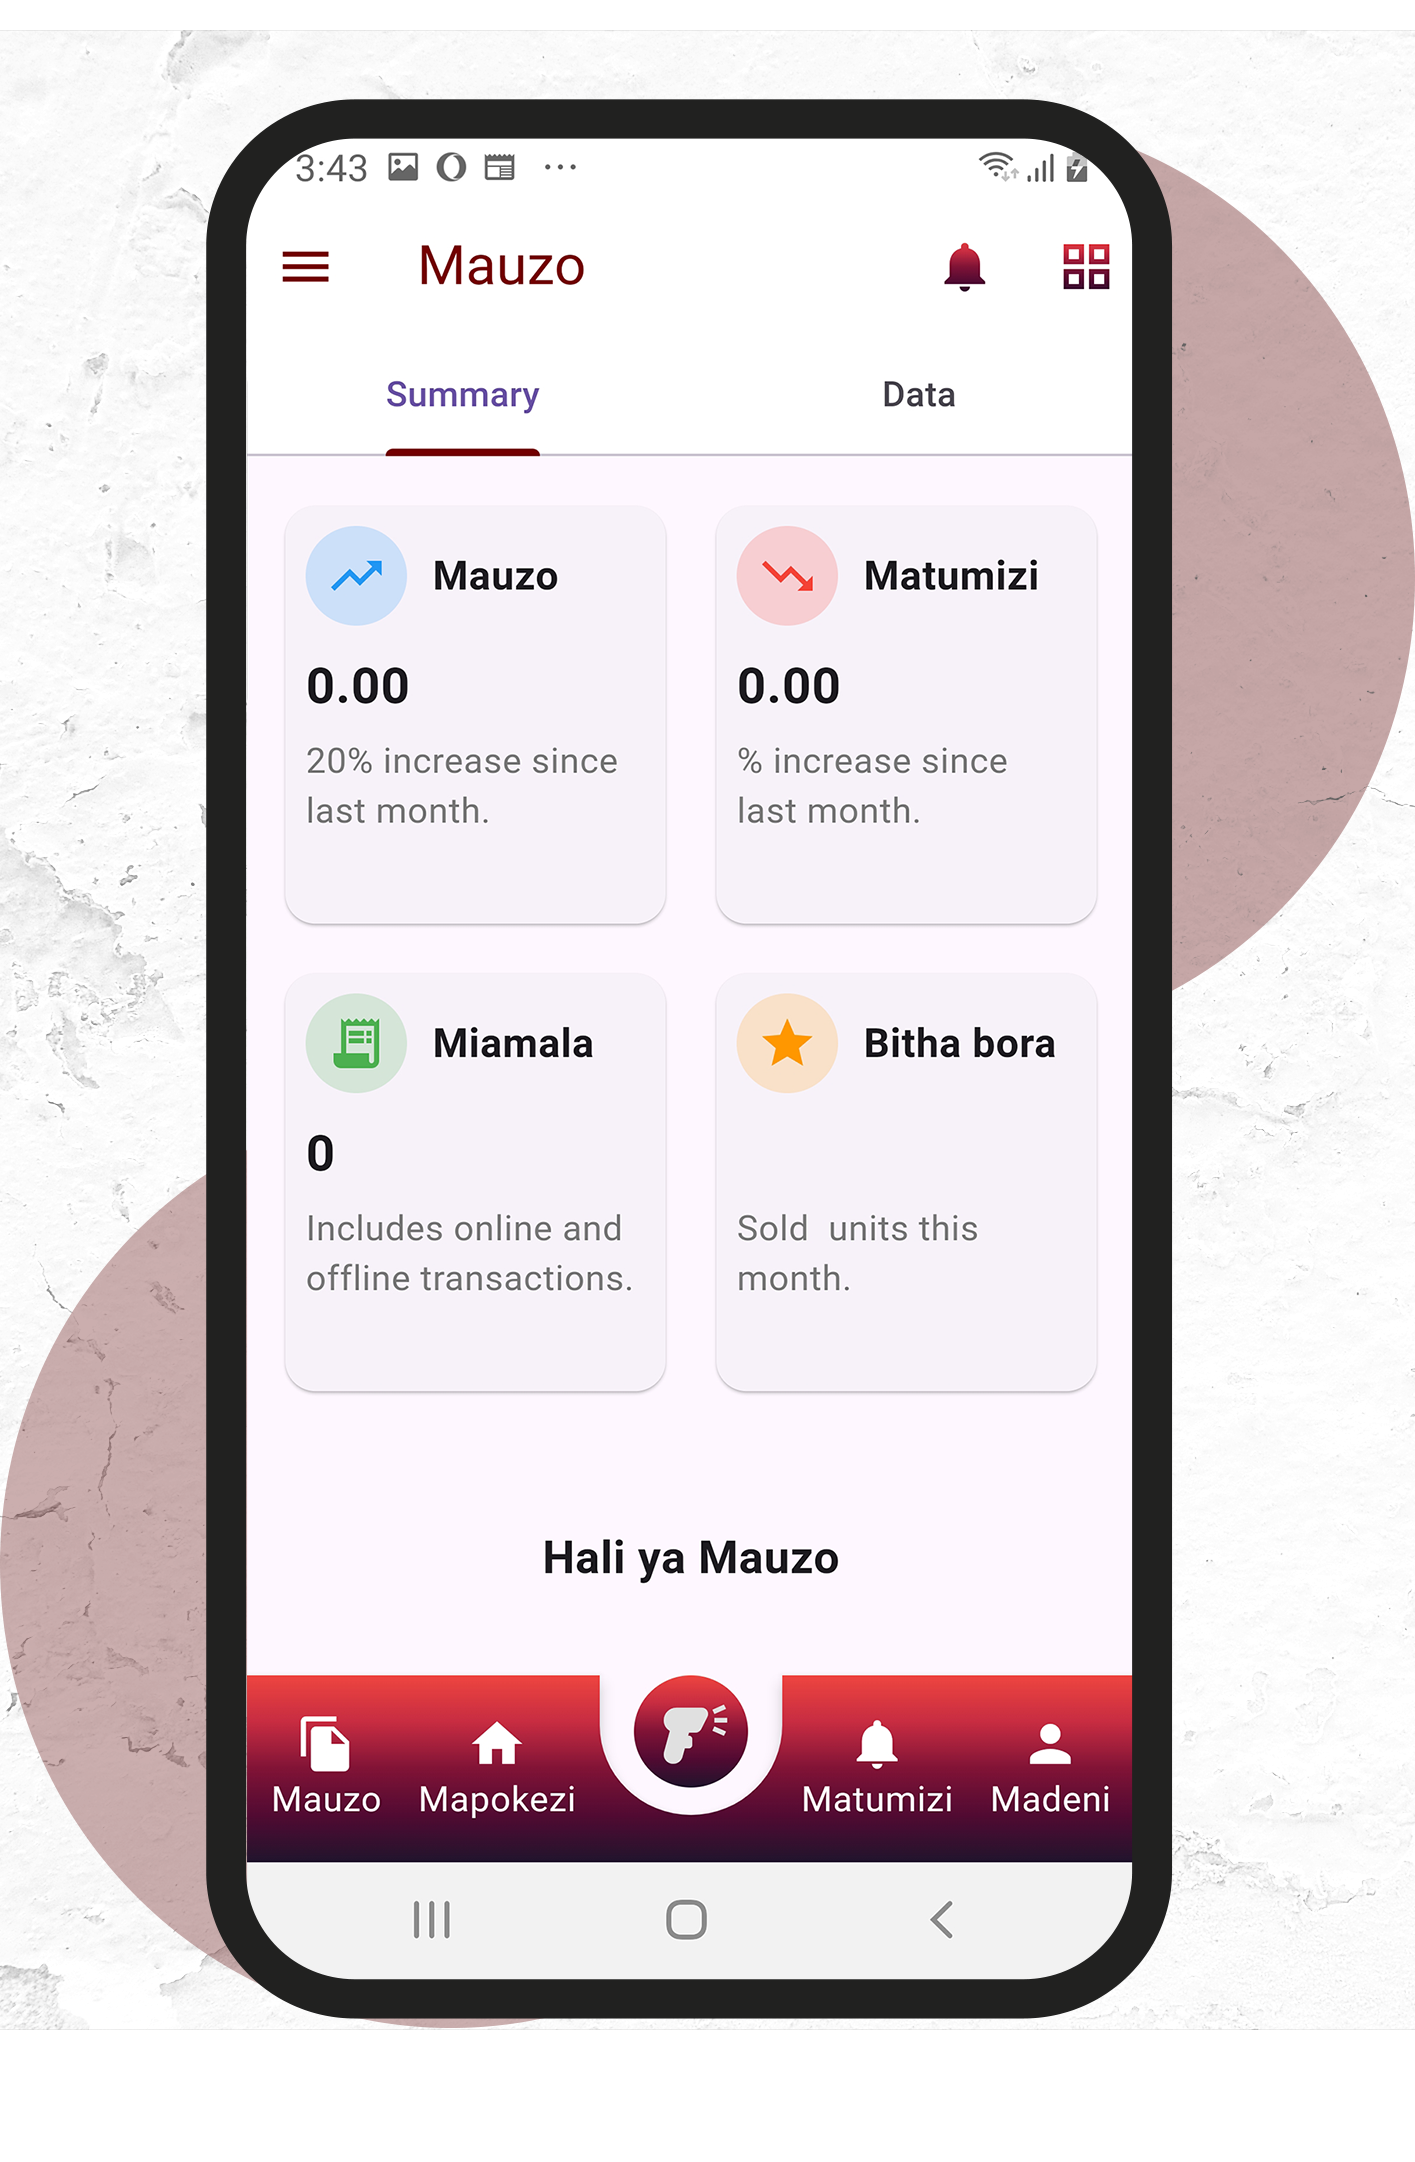 3:43
Mauzo
Summary Data
Mauzo
0.00
20% increase since
last month.
Matumizi
0.00
% increase since
last month.
Miamala
0
Includes online and
offline transactions.
Bitha bora
Sold units this
month.
Hali ya Mauzo
Mauzo Mapokezi Matumizi Madeni